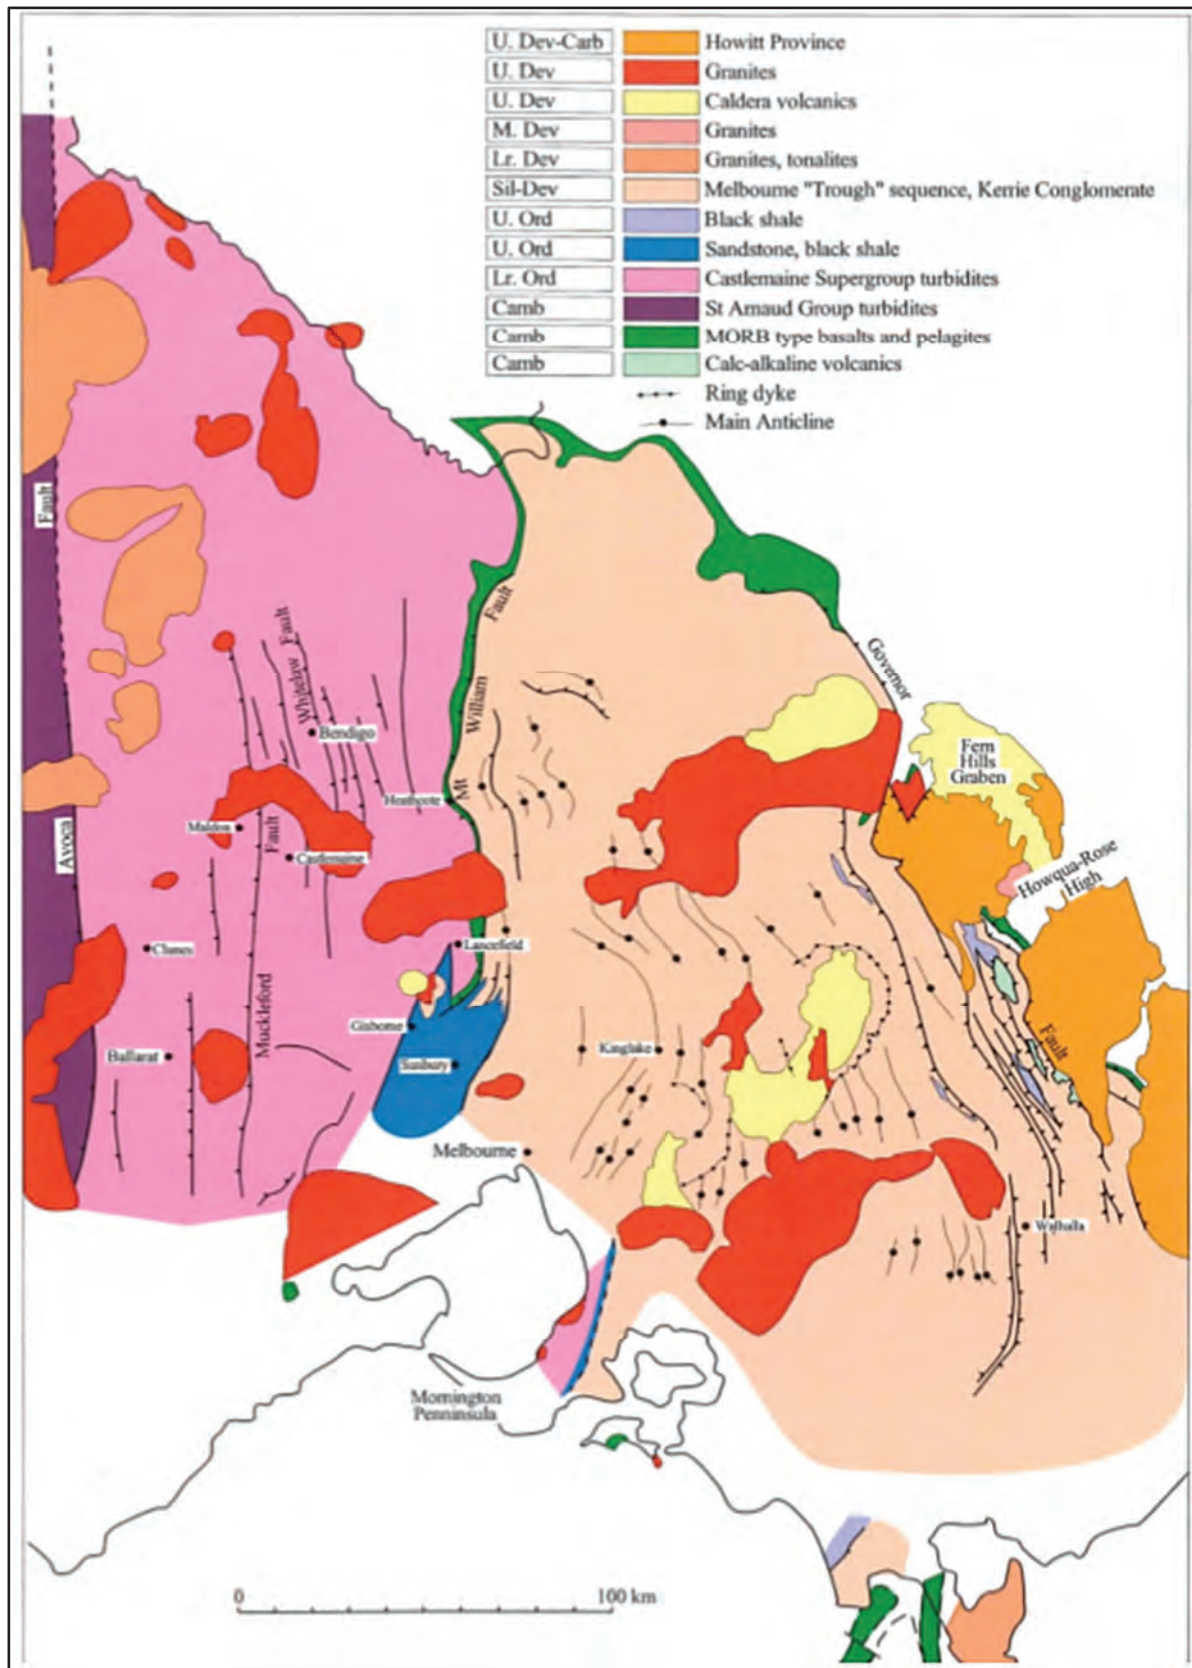 U. Dev-Carb Howitt Province
U. Dev Granites
U. Dev Caldera volcanics
M. Dev Granites
Lr. Dev Granites, tonalites
Sil-Dev Melbourne "Trough" sequence, Kerrie Conglomerate
U. Ord Black shale
U. Ord Sandstone, black shale
Lr. Ord Castlemaine Supergroup turbidites
Camb St Arnaud Group turbidites
Camb MORB type basalts and pelagites
Camb Calc-alkaline volcanics
Ring dyke
Main Anticline
Fault
Avoca
Whitelaw Fault
Bendigo
Mt William Fault
Governor
Fern
Hills
Graben
Heathcote
Maldon
Fault
Castlemaine
Howqua-Rose
High
Clunes
Lancefield
Muckleford
Gisborne
Ballarat
Sunbury
Kinglake
Fault
Melbourne
Walhalla
Mornington
Penninsula
0 100 km